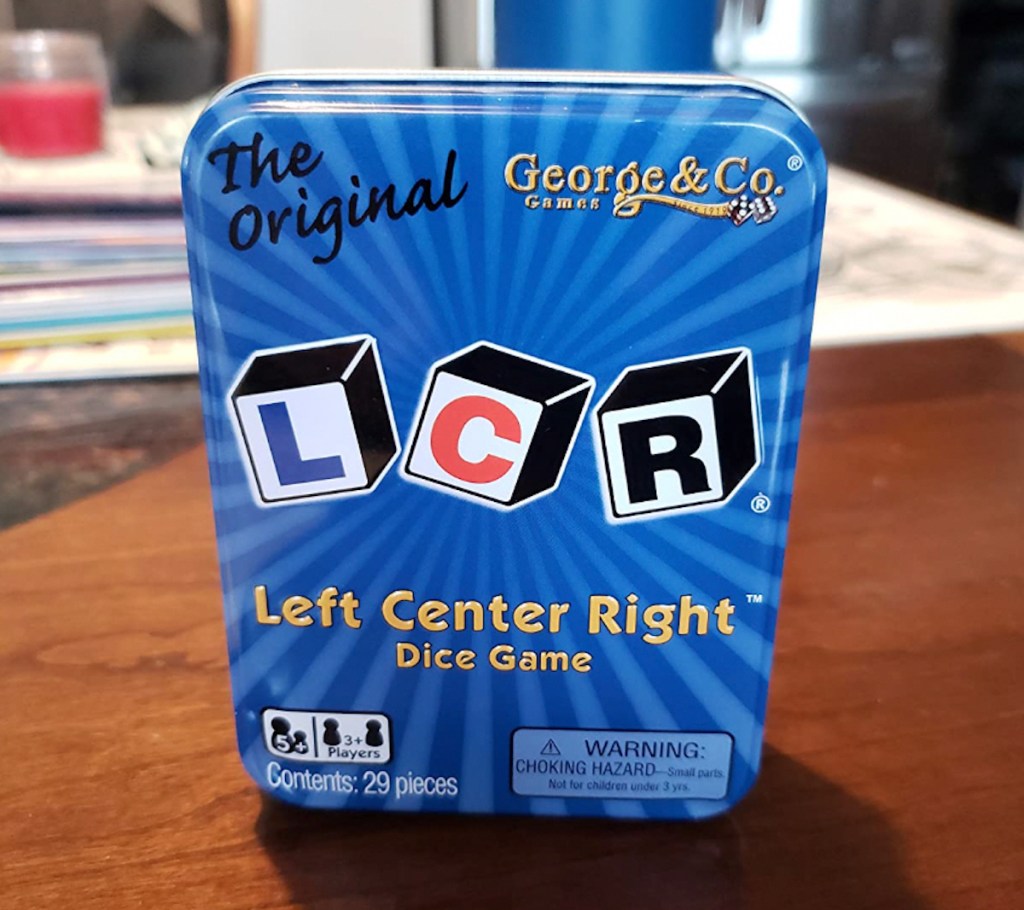 The
Original
George & Co.®
Games
L C R ®
Left Center Right™
Dice Game
5+
3+
Players
Contents: 29 pieces
⚠ WARNING:
CHOKING HAZARD—Small parts.
Not for children under 3 yrs.